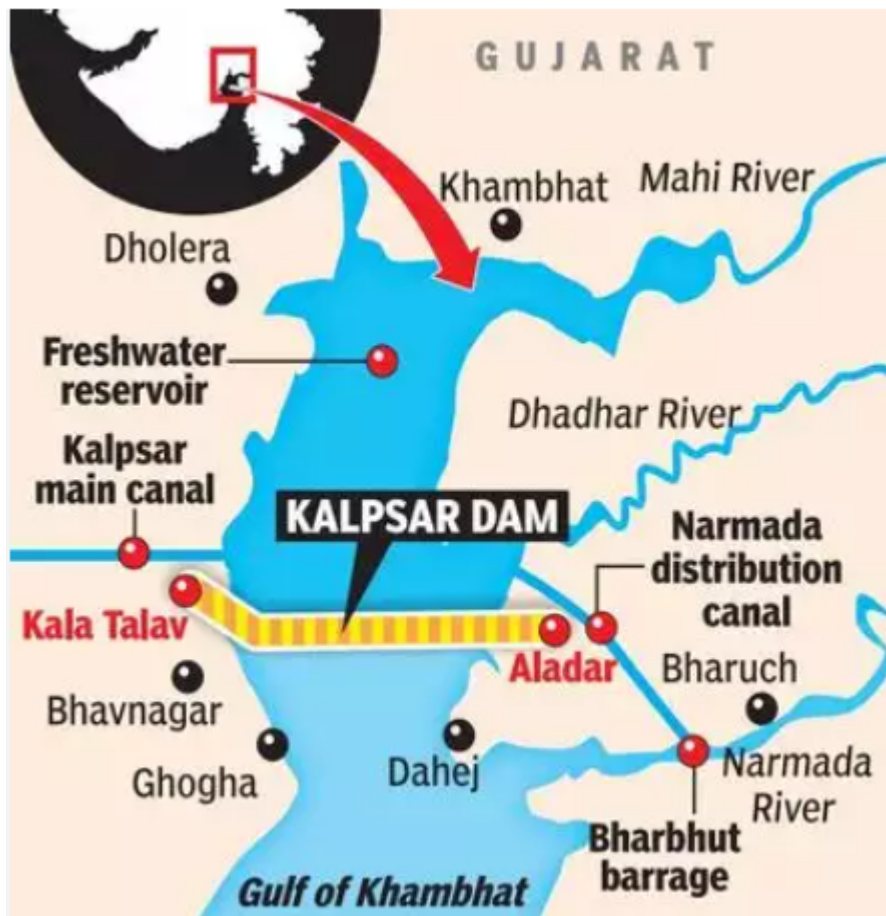 GUJARAT
Khambhat
Mahi River
Dholera
Freshwater
reservoir
Dhadhar River
Kalpsar
main canal
KALPSAR DAM
Narmada
distribution
canal
Kala Talav
Aladar
Bharuch
Bhavnagar
Ghogha
Dahej
Narmada
River
Bharbhut
barrage
Gulf of Khambhat